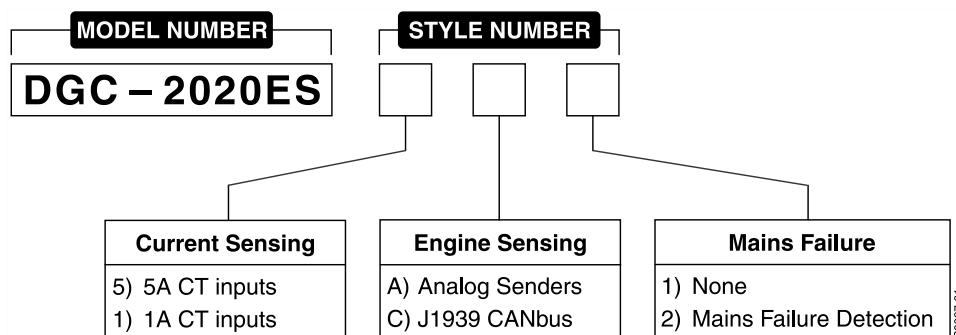 MODEL NUMBER
STYLE NUMBER
DGC – 2020ES
Current Sensing
5) 5A CT inputs
1) 1A CT inputs
Engine Sensing
A) Analog Senders
C) J1939 CANbus
Mains Failure
1) None
2) Mains Failure Detection